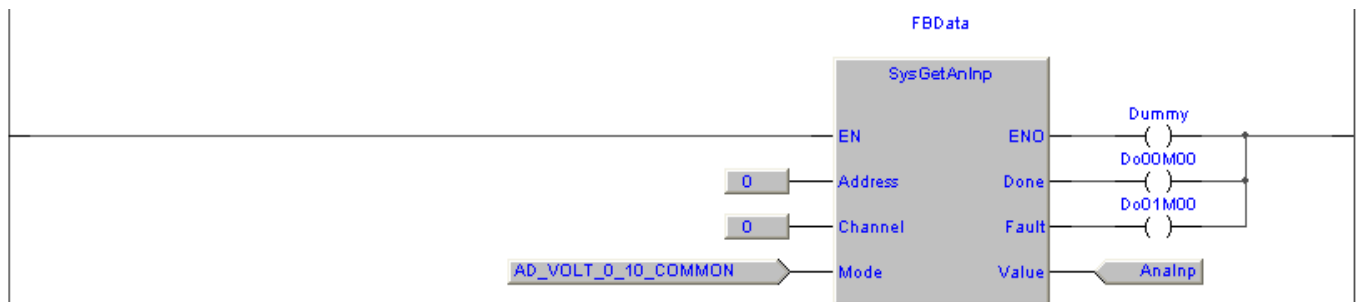 FBData
SysGetAnInp
Dummy
EN ENO
Do00M00
0 Address Done
Do01M00
0 Channel Fault
AD_VOLT_0_10_COMMON Mode Value AnaInp